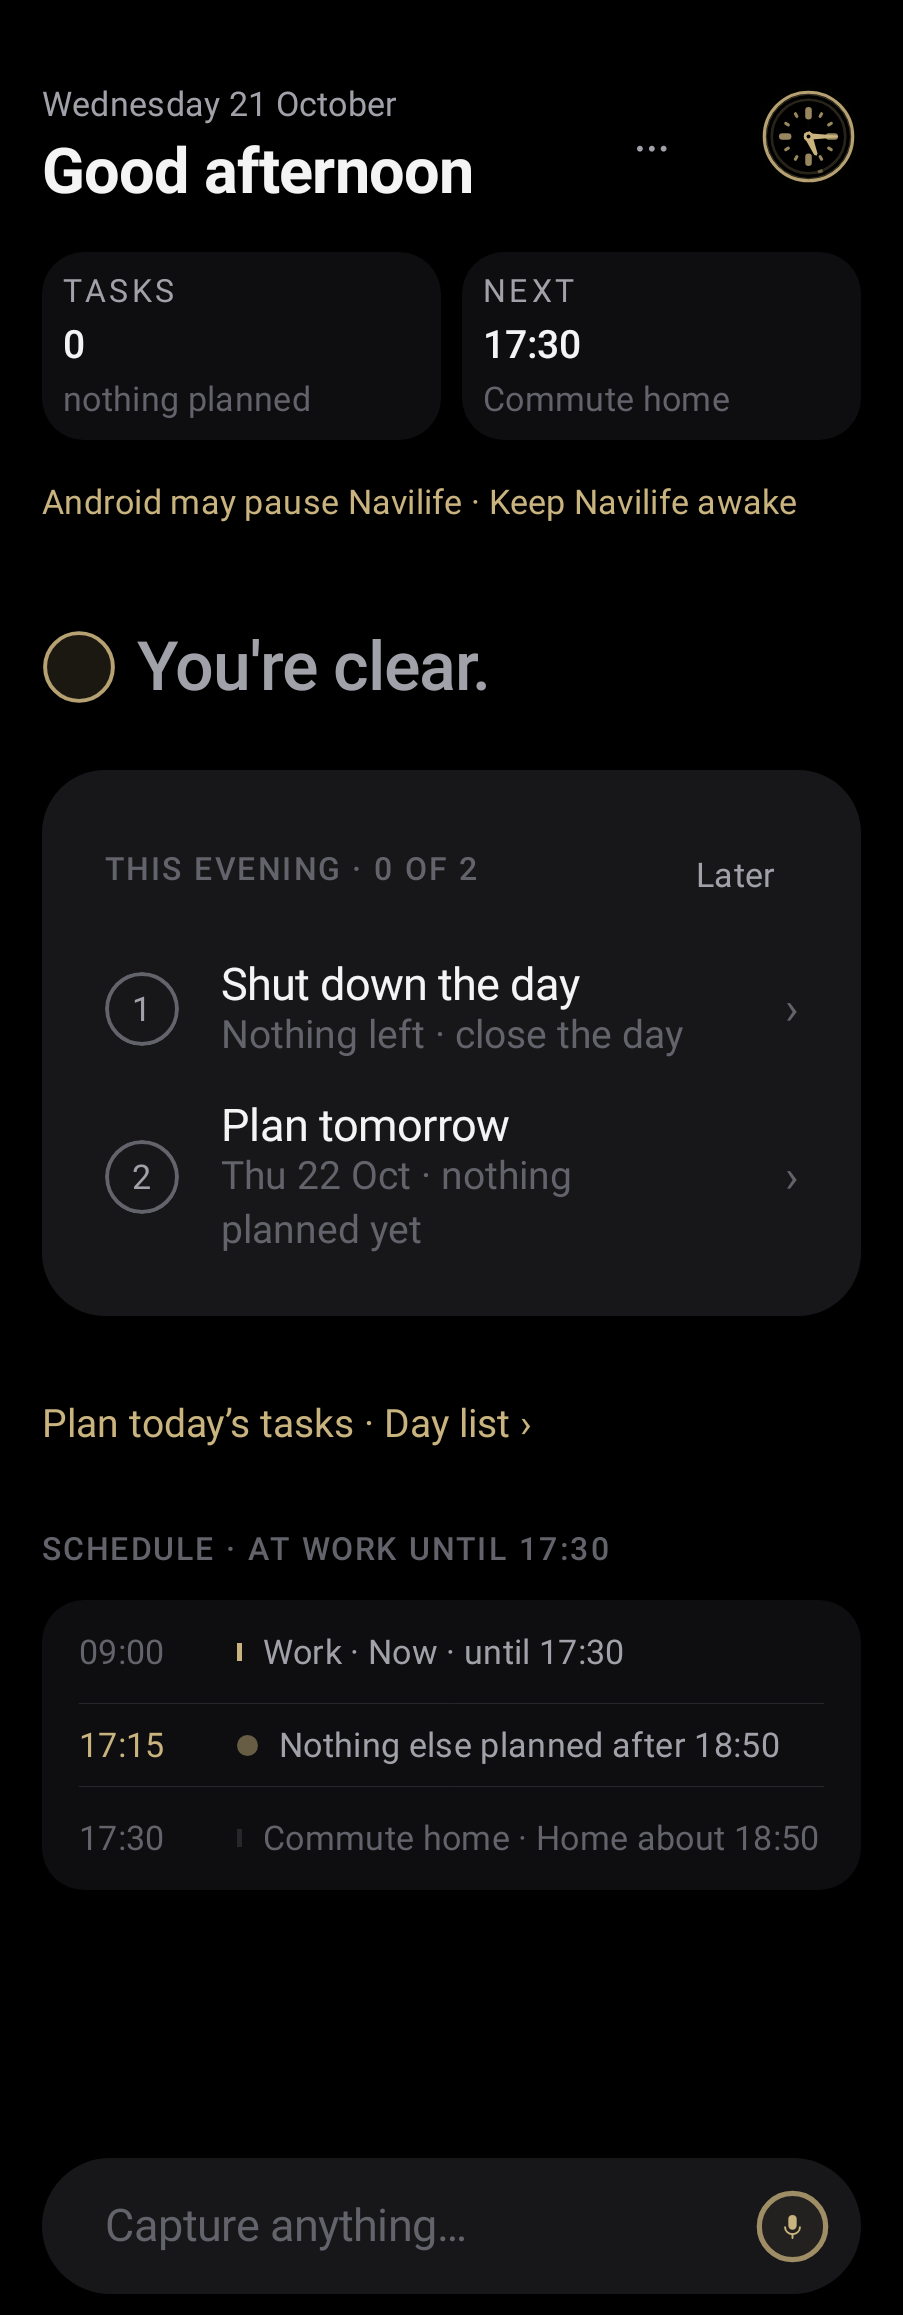 Wednesday 21 October
Good afternoon
...
TASKS
0
nothing planned
NEXT
17:30
Commute home
Android may pause Navilife · Keep Navilife awake
You're clear.
THIS EVENING · 0 OF 2
Later
1
Shut down the day
Nothing left · close the day
›
2
Plan tomorrow
Thu 22 Oct · nothing
planned yet
›
Plan today’s tasks · Day list ›
SCHEDULE · AT WORK UNTIL 17:30
09:00 Work · Now · until 17:30
17:15 Nothing else planned after 18:50
17:30 Commute home · Home about 18:50
Capture anything…